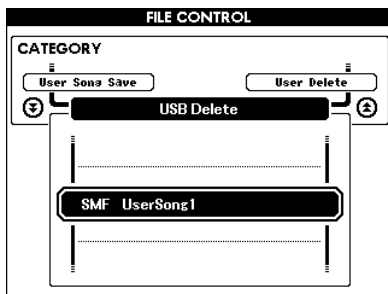 FILE CONTROL
CATEGORY
User Song Save
User Delete
USB Delete
SMF UserSong1